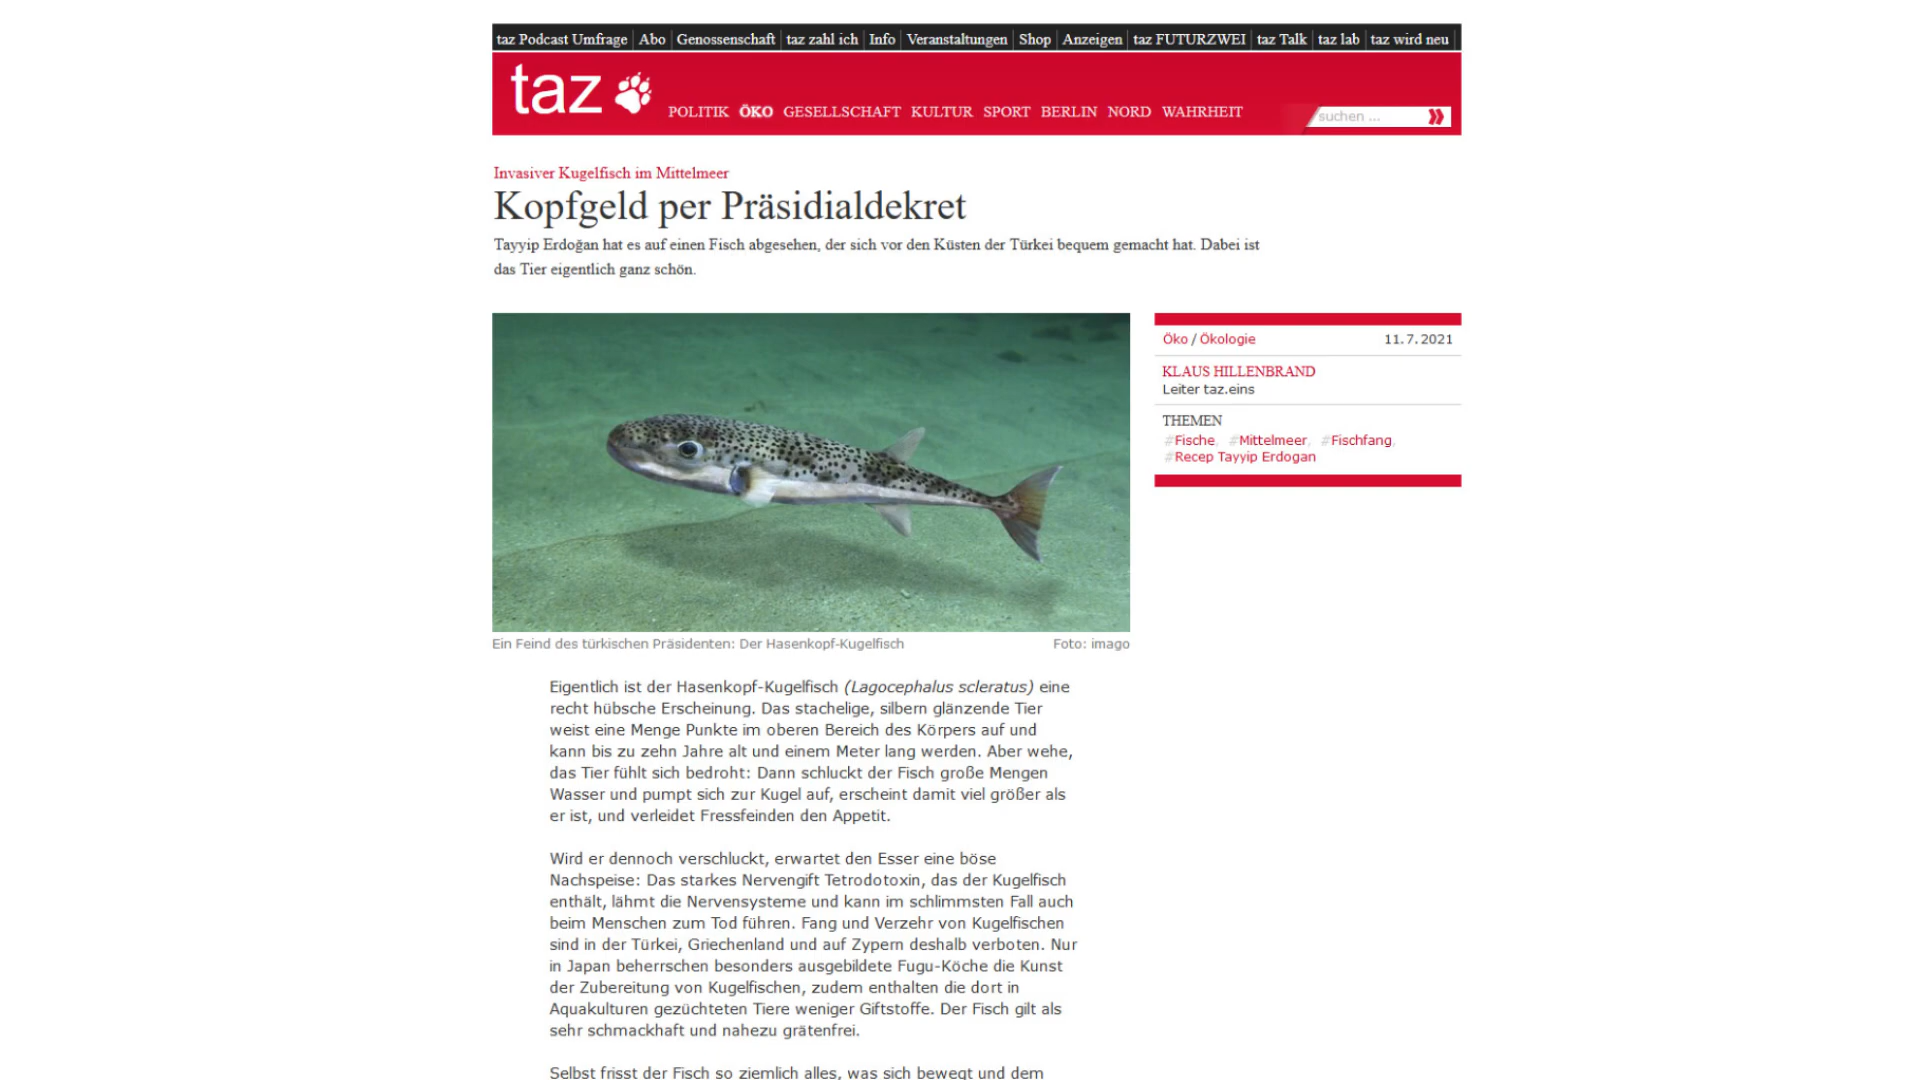 taz Podcast Umfrage Abo Genossenschaft taz zahl ich Info Veranstaltungen Shop Anzeigen taz FUTURZWEI taz Talk taz lab taz wird neu
taz
POLITIK ÖKO GESELLSCHAFT KULTUR SPORT BERLIN NORD WAHRHEIT
suchen ...
Invasiver Kugelfisch im Mittelmeer
Kopfgeld per Präsidialdekret
Tayyip Erdoğan hat es auf einen Fisch abgesehen, der sich vor den Küsten der Türkei bequem gemacht hat. Dabei ist
das Tier eigentlich ganz schön.
Öko / Ökologie 11. 7. 2021
KLAUS HILLENBRAND
Leiter taz.eins
THEMEN
#Fische, #Mittelmeer, #Fischfang,
#Recep Tayyip Erdogan
Ein Feind des türkischen Präsidenten: Der Hasenkopf-Kugelfisch Foto: imago
Eigentlich ist der Hasenkopf-Kugelfisch (Lagocephalus scleratus) eine
recht hübsche Erscheinung. Das stachelige, silbern glänzende Tier
weist eine Menge Punkte im oberen Bereich des Körpers auf und
kann bis zu zehn Jahre alt und einem Meter lang werden. Aber wehe,
das Tier fühlt sich bedroht: Dann schluckt der Fisch große Mengen
Wasser und pumpt sich zur Kugel auf, erscheint damit viel größer als
er ist, und verleidet Fressfeinden den Appetit.
Wird er dennoch verschluckt, erwartet den Esser eine böse
Nachspeise: Das starkes Nervengift Tetrodotoxin, das der Kugelfisch
enthält, lähmt die Nervensysteme und kann im schlimmsten Fall auch
beim Menschen zum Tod führen. Fang und Verzehr von Kugelfischen
sind in der Türkei, Griechenland und auf Zypern deshalb verboten. Nur
in Japan beherrschen besonders ausgebildete Fugu-Köche die Kunst
der Zubereitung von Kugelfischen, zudem enthalten die dort in
Aquakulturen gezüchteten Tiere weniger Giftstoffe. Der Fisch gilt als
sehr schmackhaft und nahezu grätenfrei.
Selbst frisst der Fisch so ziemlich alles, was sich bewegt und dem